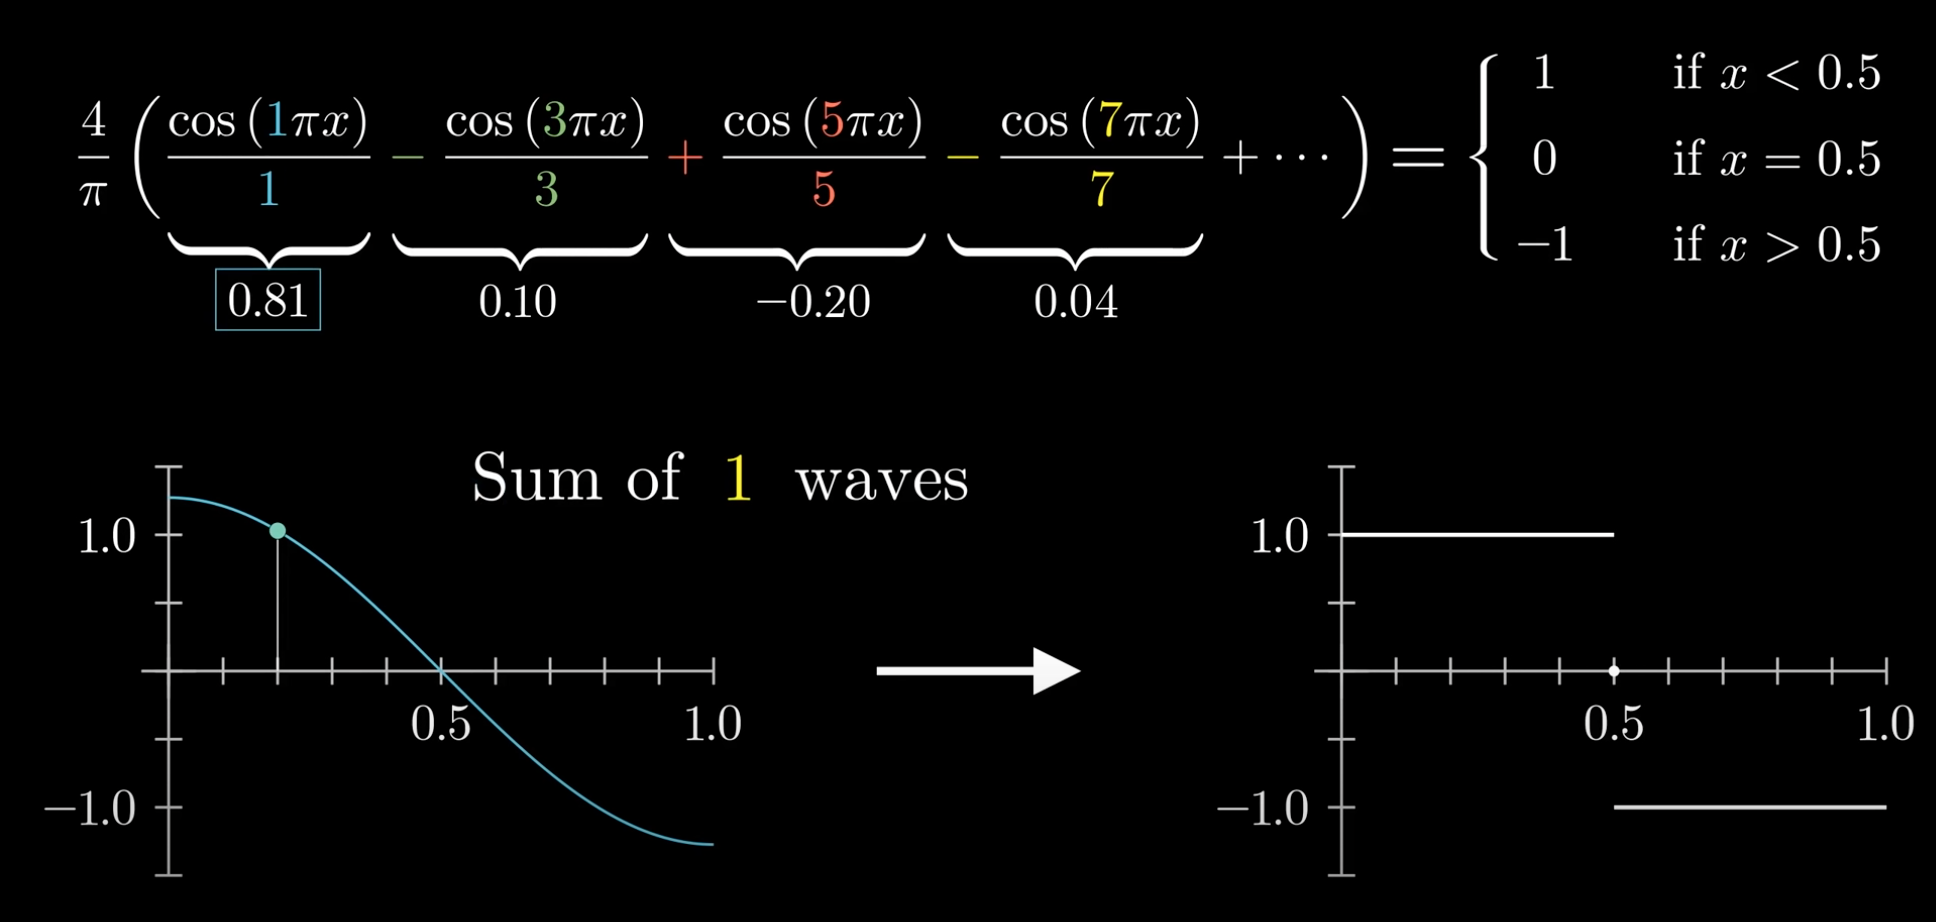 4/π ( cos (1πx)/1 − cos (3πx)/3 + cos (5πx)/5 − cos (7πx)/7 + ⋯ ) = { 1 if x < 0.5
0 if x = 0.5
−1 if x > 0.5
0.81 0.10 −0.20 0.04
Sum of 1 waves
1.0
0.5 1.0
−1.0
1.0
0.5 1.0
−1.0